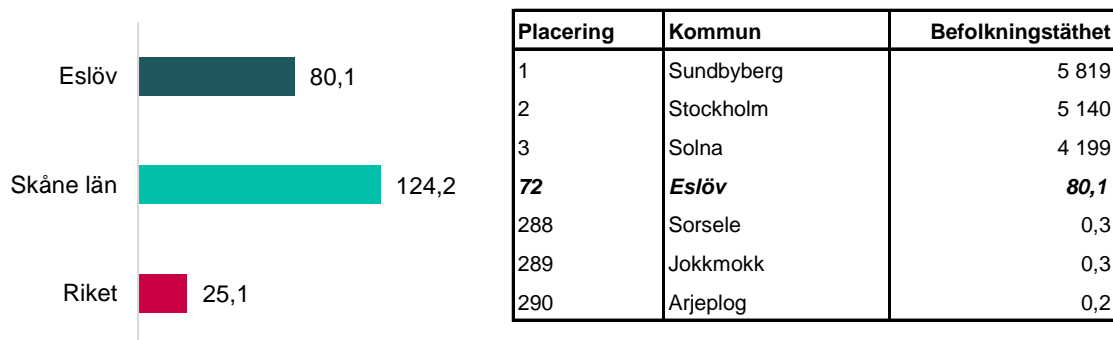 Eslöv 80,1
Skåne län 124,2
Riket 25,1
Placering Kommun Befolkningstäthet
1 Sundbyberg 5 819
2 Stockholm 5 140
3 Solna 4 199
72 Eslöv 80,1
288 Sorsele 0,3
289 Jokkmokk 0,3
290 Arjeplog 0,2